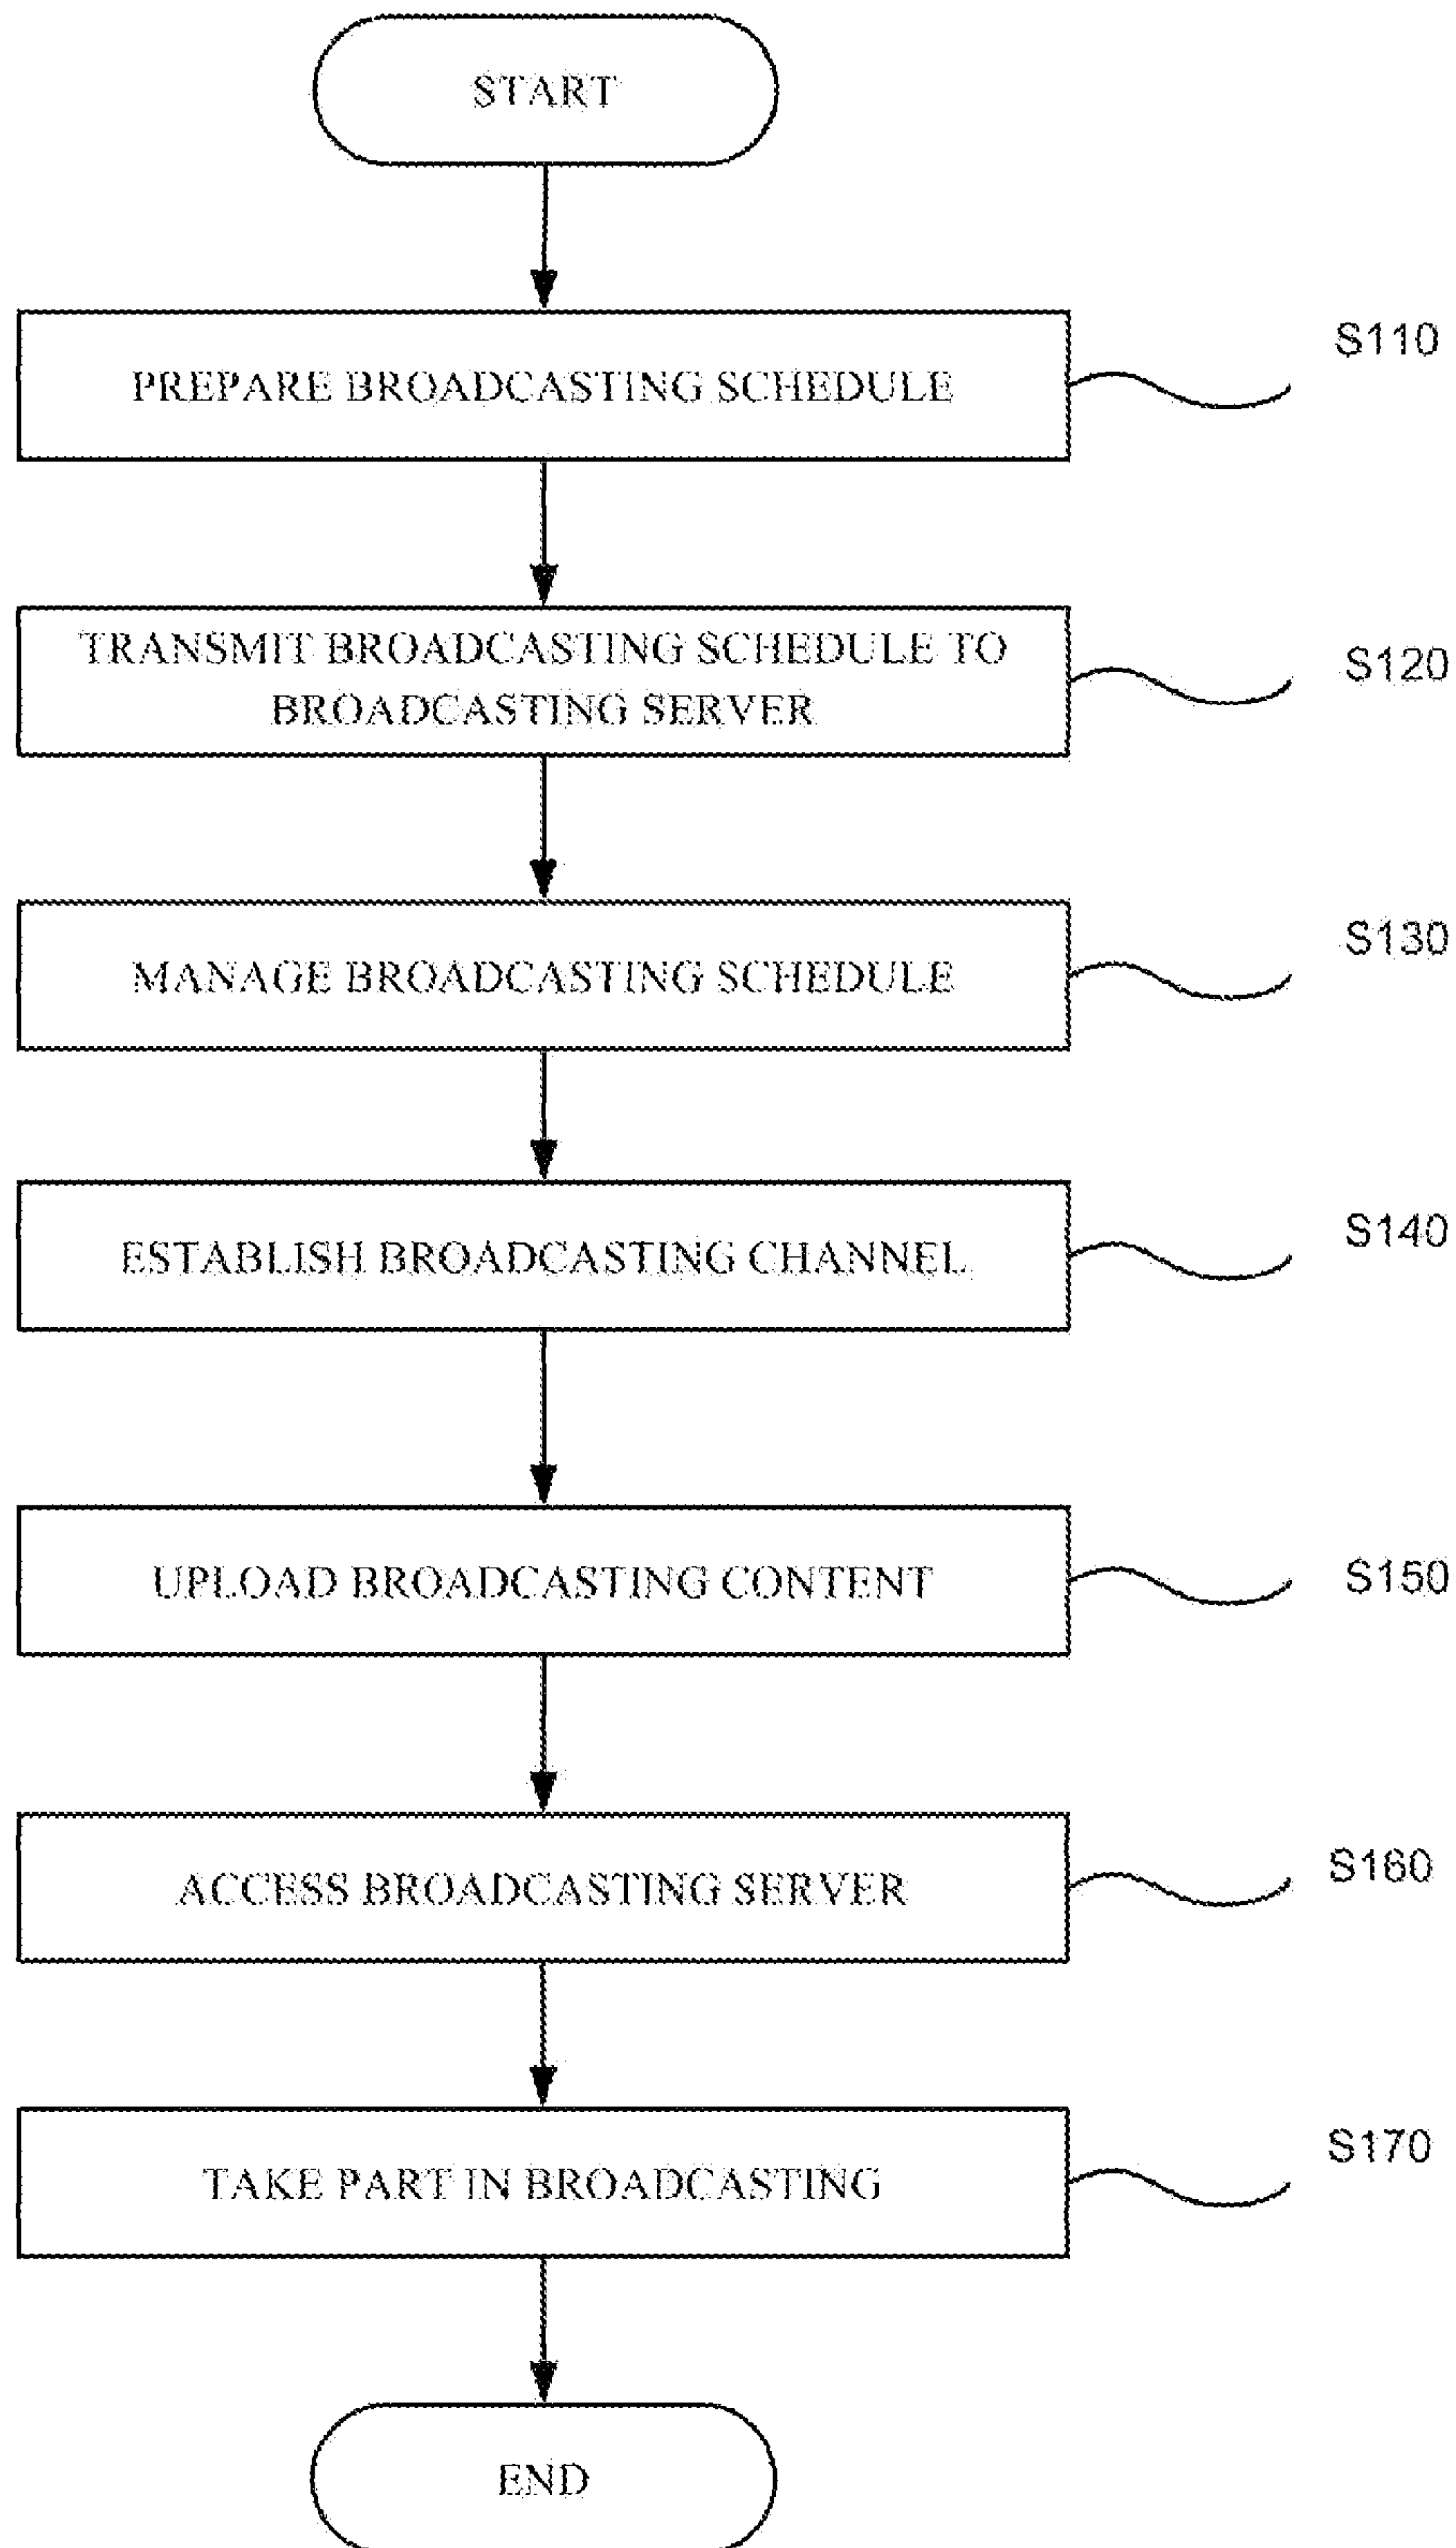 START
PREPARE BROADCASTING SCHEDULE
S110
TRANSMIT BROADCASTING SCHEDULE TO
BROADCASTING SERVER
S120
MANAGE BROADCASTING SCHEDULE
S130
ESTABLISH BROADCASTING CHANNEL
S140
UPLOAD BROADCASTING CONTENT
S150
ACCESS BROADCASTING SERVER
S160
TAKE PART IN BROADCASTING
S170
END